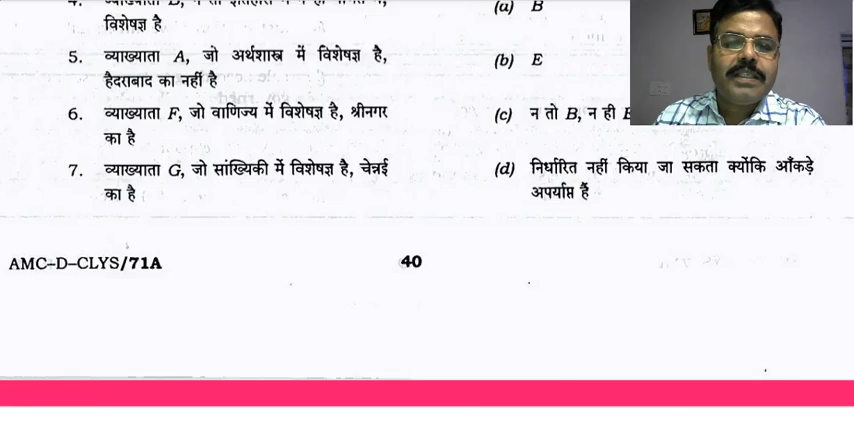 (a) B
विशेषज्ञ है
5. व्याख्याता A, जो अर्थशास्त्र में विशेषज्ञ है,
हैदराबाद का नहीं है
(b) E
6. व्याख्याता F, जो वाणिज्य में विशेषज्ञ है, श्रीनगर
का है
(c) न तो B, न ही
7. व्याख्याता G, जो सांख्यिकी में विशेषज्ञ है, चेन्नई
का है
(d) निर्धारित नहीं किया जा सकता क्योंकि आँकड़े
अपर्याप्त हैं
AMC-D-CLYS/71A
40